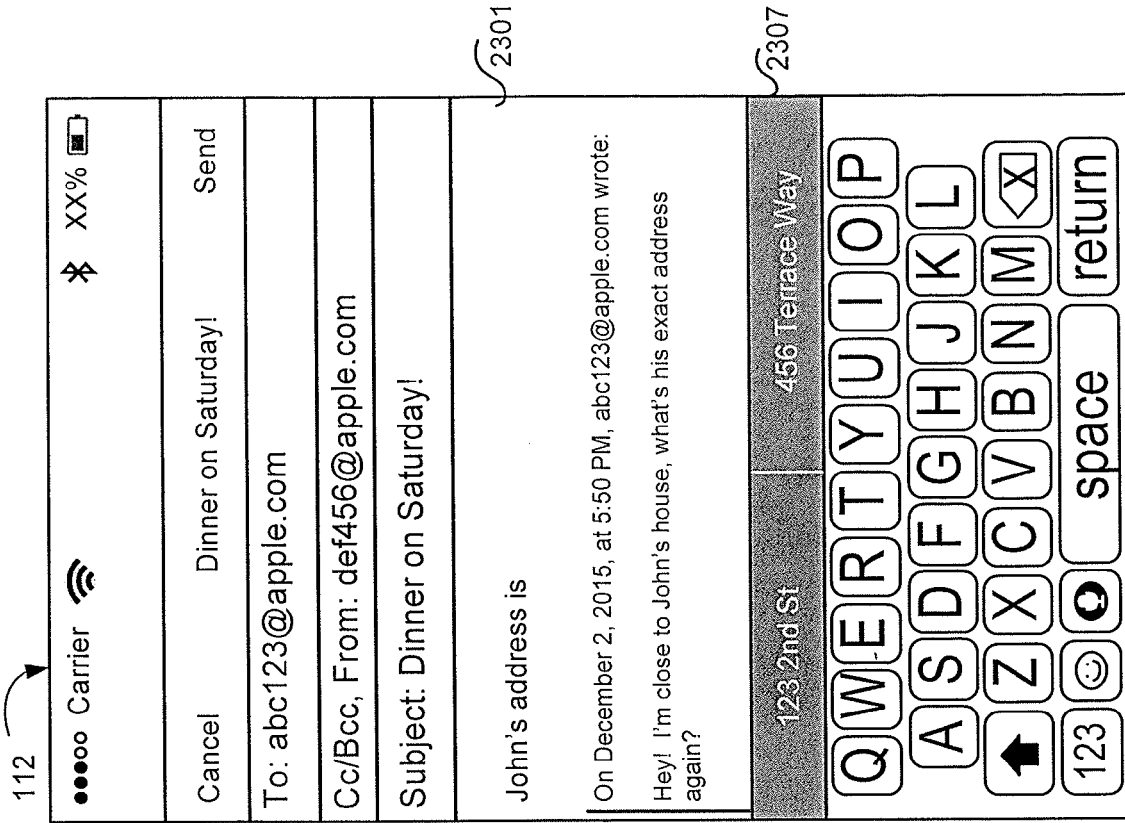 112
Carrier XX%
Cancel Dinner on Saturday! Send
To: abc123@apple.com
Cc/Bcc, From: def456@apple.com
Subject: Dinner on Saturday!
2301
John's address is
On December 2, 2015, at 5:50 PM, abc123@apple.com wrote:
Hey! I'm close to John's house, what's his exact address
again?
2307
123 2nd St 456 Terrace Way
Q W E R T Y U I O P
A S D F G H J K L
Z X C V B N M X
123 space return